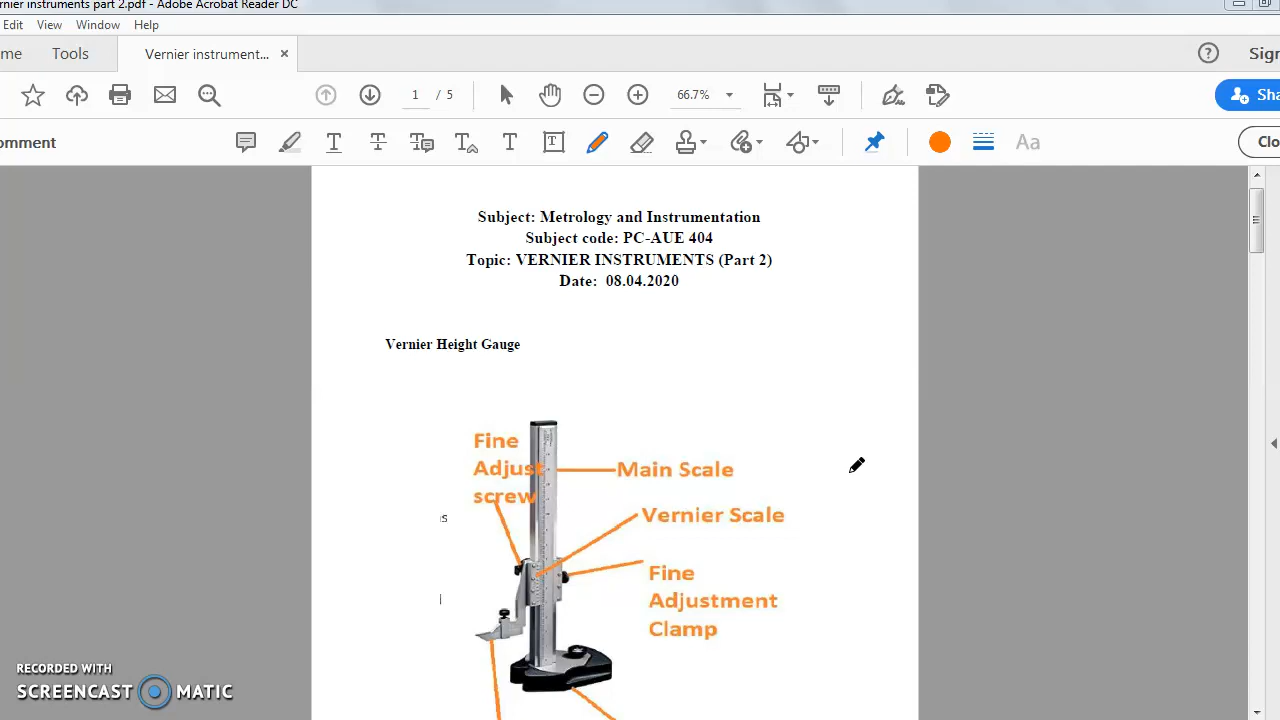 rnier instruments part 2.pdf - Adobe Acrobat Reader DC
Edit View Window Help
me Tools Vernier instrument... × ? Sign
1 / 5 66.7% Sha
omment T T T T T Aa Clo
Subject: Metrology and Instrumentation
Subject code: PC-AUE 404
Topic: VERNIER INSTRUMENTS (Part 2)
Date: 08.04.2020
Vernier Height Gauge
Fine
Adjust
screw
Main Scale
Vernier Scale
s
Fine
Adjustment
Clamp
RECORDED WITH
SCREENCAST MATIC